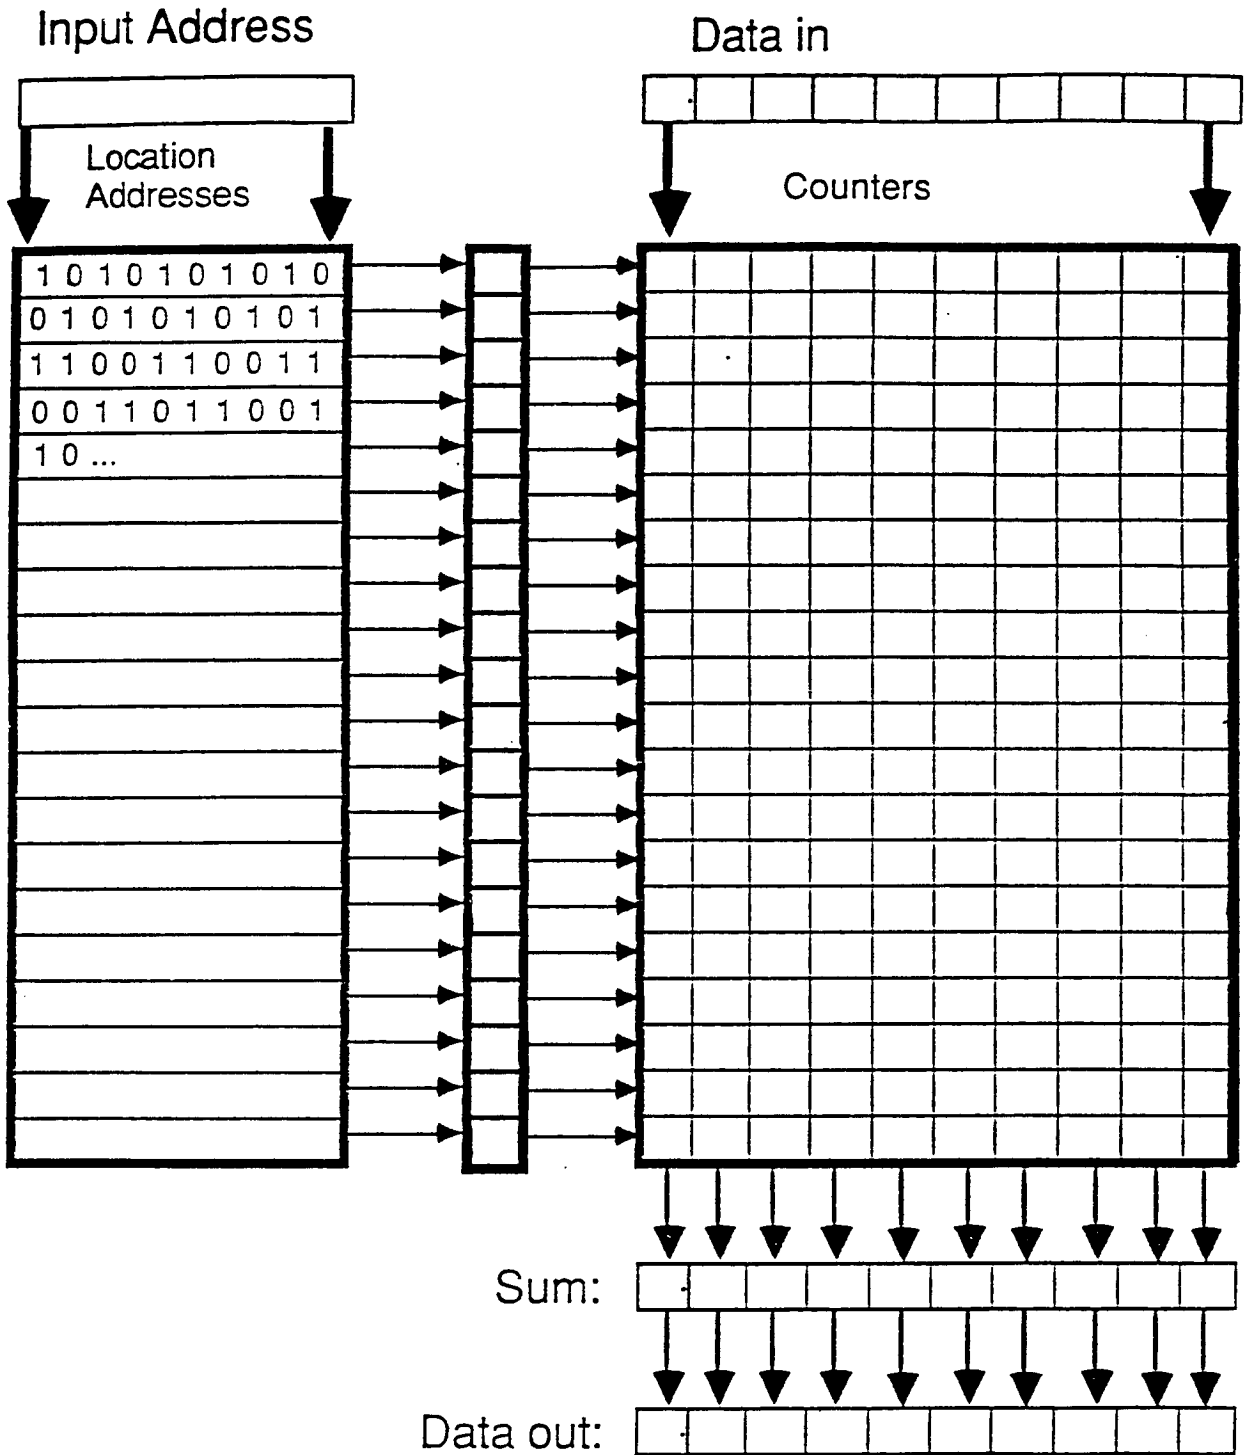 Input Address
Data in
Location
Addresses
Counters
1 0 1 0 1 0 1 0 1 0
0 1 0 1 0 1 0 1 0 1
1 1 0 0 1 1 0 0 1 1
0 0 1 1 0 1 1 0 0 1
1 0 ...
Sum:
Data out: